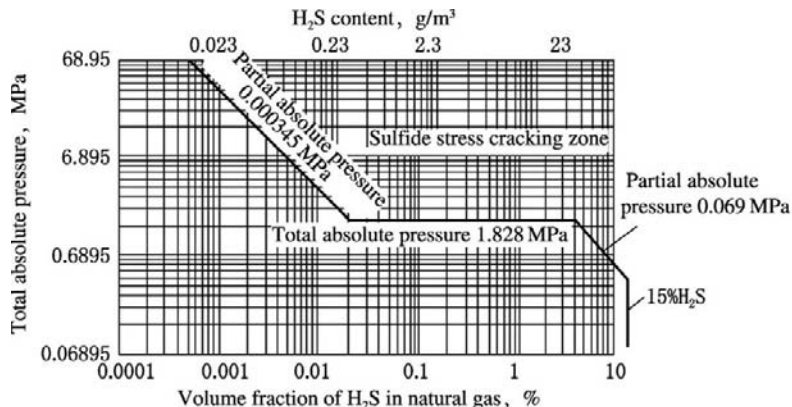 H₂S content, g/m³
0.023 0.23 2.3 23
Total absolute pressure, MPa
68.95
6.895
0.6895
0.06895
Partial absolute pressure
0.000345 MPa
Sulfide stress cracking zone
Total absolute pressure 1.828 MPa
Partial absolute
pressure 0.069 MPa
15%H₂S
0.0001 0.001 0.01 0.1 1 10
Volume fraction of H₂S in natural gas, %